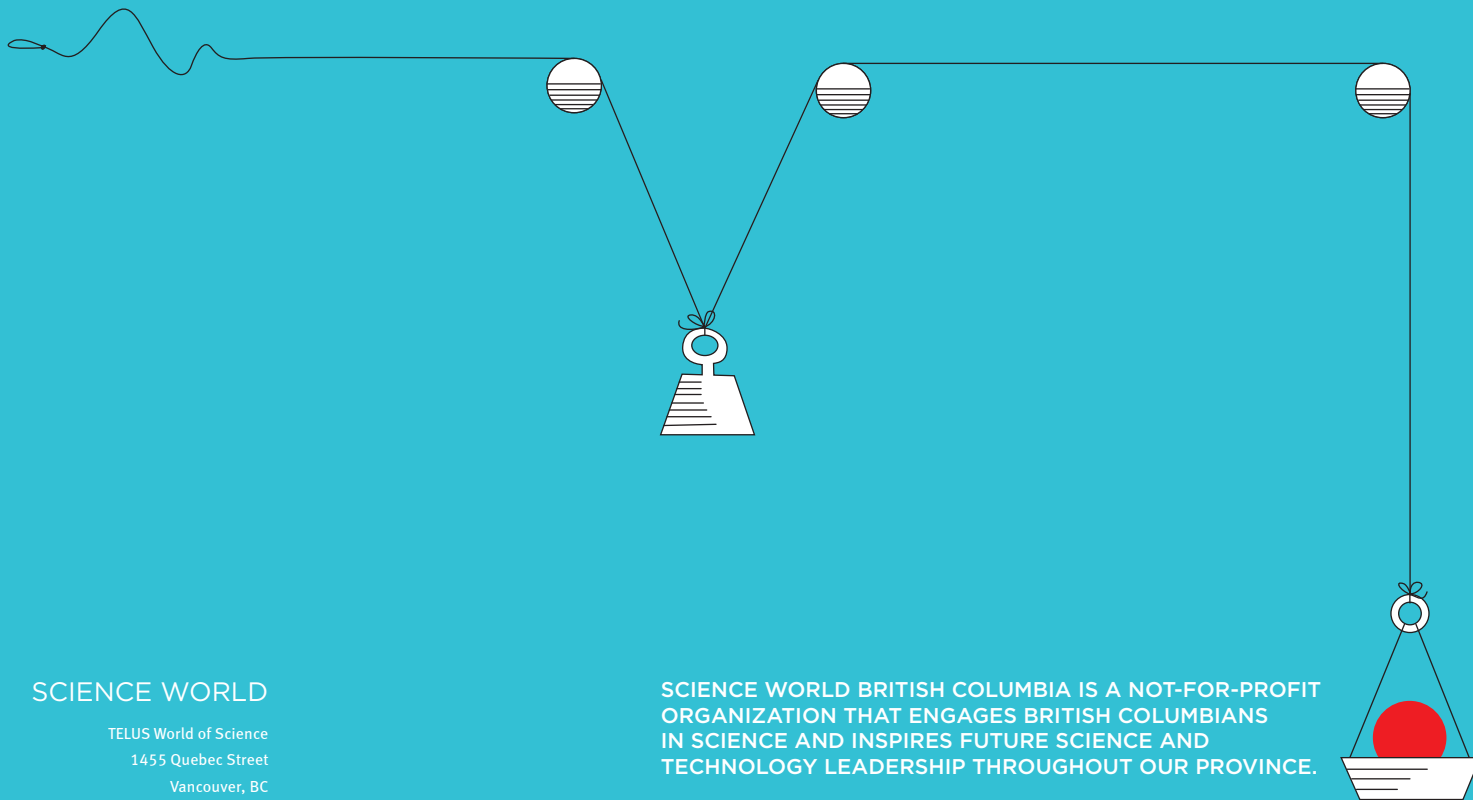 SCIENCE WORLD
TELUS World of Science
1455 Quebec Street
Vancouver, BC
SCIENCE WORLD BRITISH COLUMBIA IS A NOT-FOR-PROFIT
ORGANIZATION THAT ENGAGES BRITISH COLUMBIANS
IN SCIENCE AND INSPIRES FUTURE SCIENCE AND
TECHNOLOGY LEADERSHIP THROUGHOUT OUR PROVINCE.